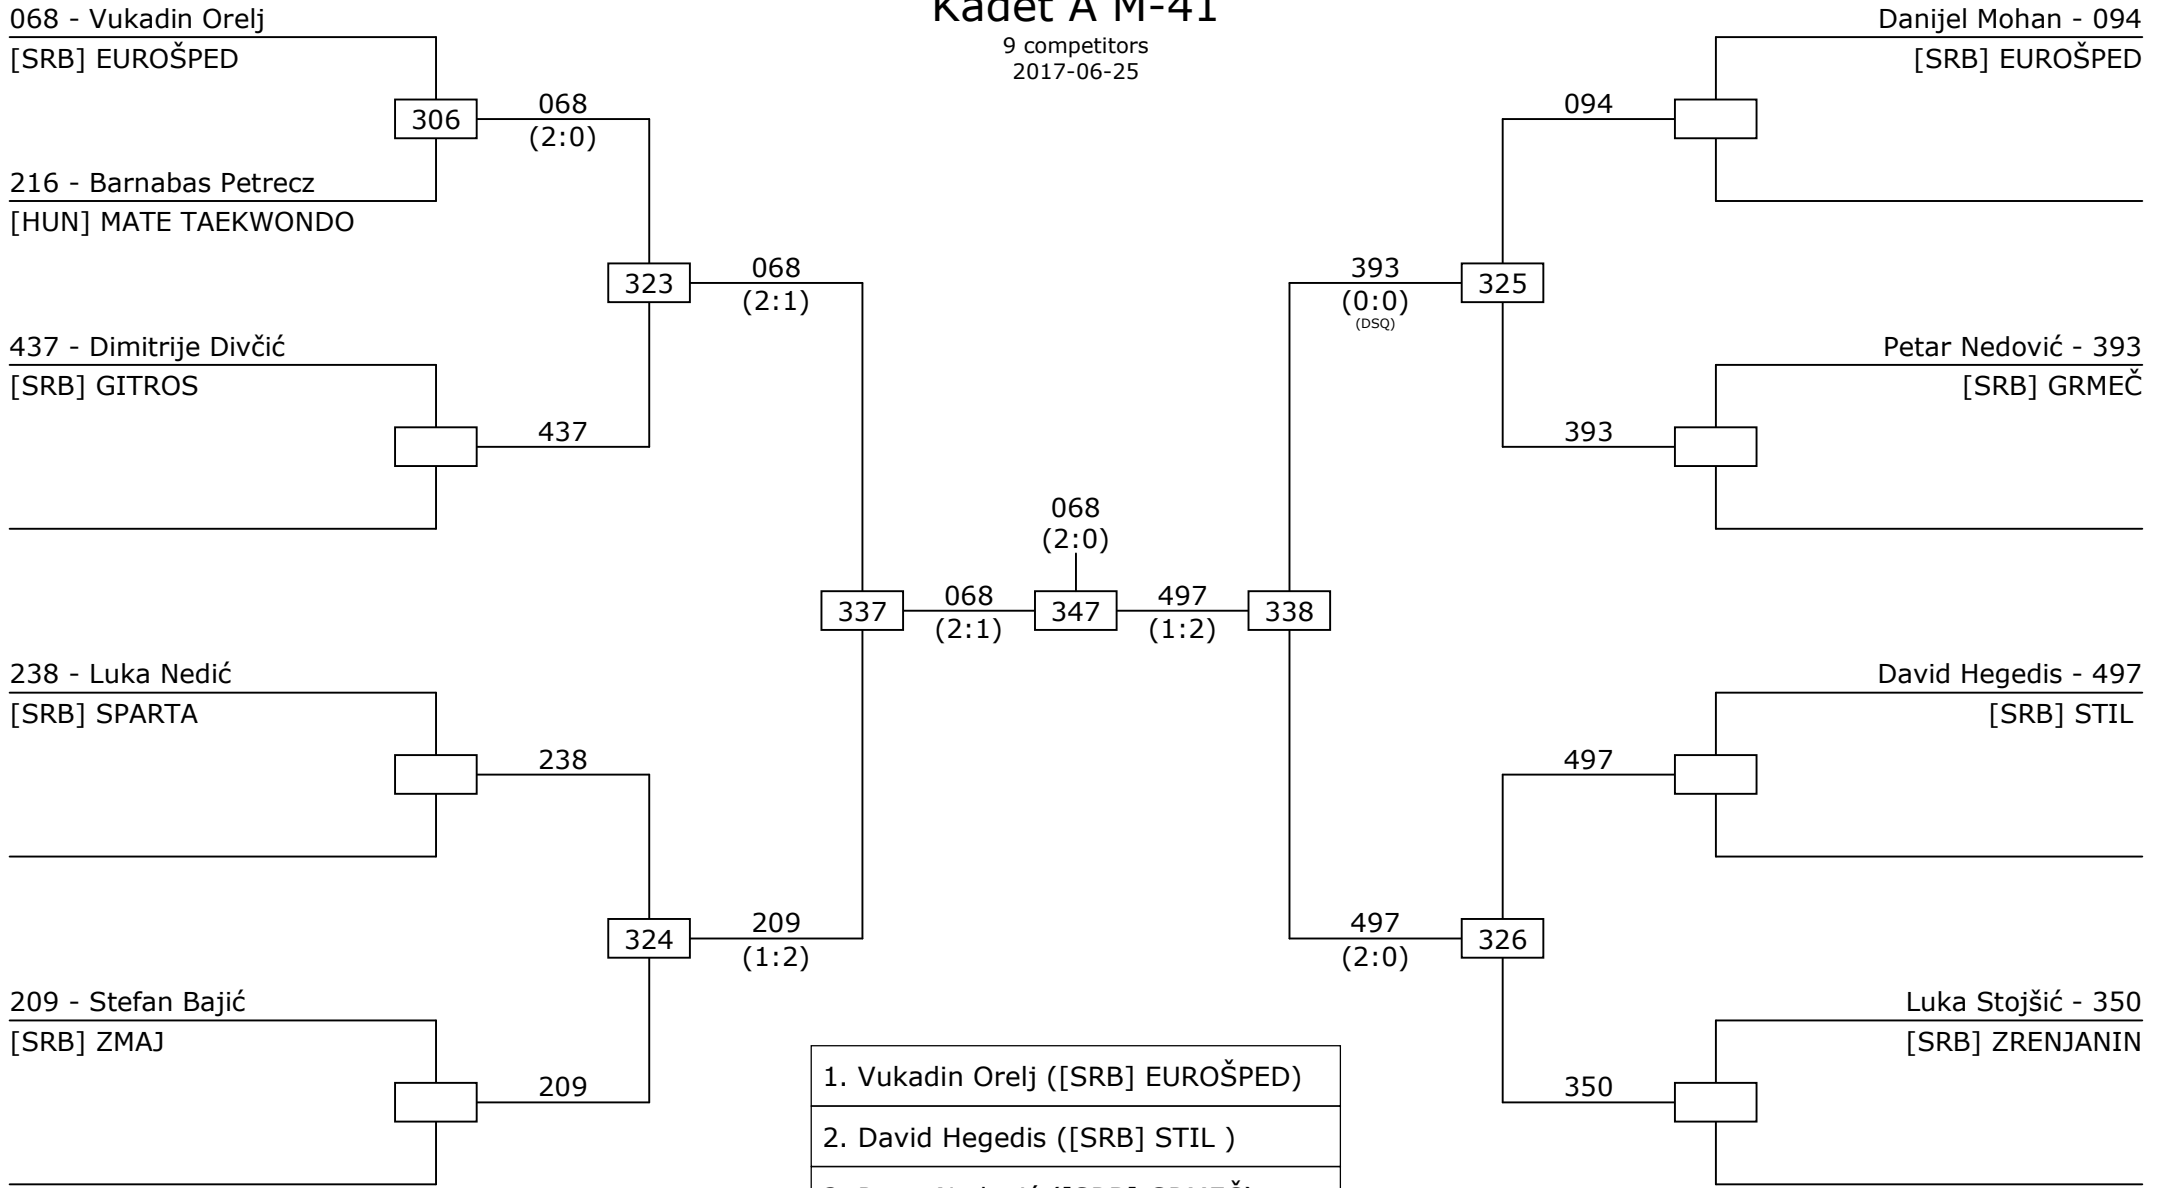 Kadet A M-41
9 competitors
2017-06-25
068 - Vukadin Orelj
[SRB] EUROŠPED
306
068
(2:0)
216 - Barnabas Petrecz
[HUN] MATE TAEKWONDO
323
068
(2:1)
437 - Dimitrije Divčić
[SRB] GITROS
437
238 - Luka Nedić
[SRB] SPARTA
238
324
209
(1:2)
209 - Stefan Bajić
[SRB] ZMAJ
209
337
068
(2:1)
068
(2:0)
347
497
(1:2)
338
Danijel Mohan - 094
[SRB] EUROŠPED
094
393
(0:0)
(DSQ)
325
Petar Nedović - 393
[SRB] GRMEČ
393
David Hegedis - 497
[SRB] STIL
497
497
(2:0)
326
Luka Stojšić - 350
[SRB] ZRENJANIN
350
1. Vukadin Orelj ([SRB] EUROŠPED)
2. David Hegedis ([SRB] STIL )